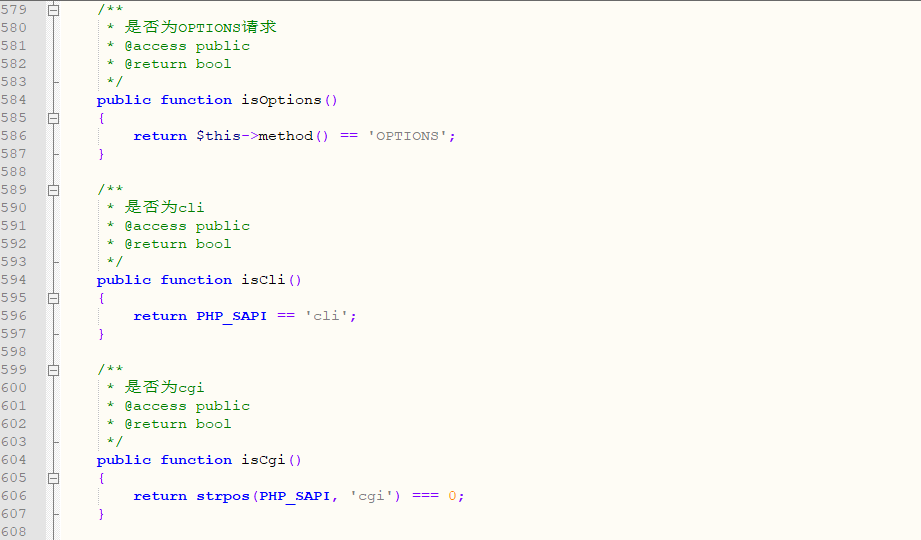 579 /**
580 * 是否为OPTIONS请求
581 * @access public
582 * @return bool
583 */
584 public function isOptions()
585 {
586 return $this->method() == 'OPTIONS';
587 }
588
589 /**
590 * 是否为cli
591 * @access public
592 * @return bool
593 */
594 public function isCli()
595 {
596 return PHP_SAPI == 'cli';
597 }
598
599 /**
600 * 是否为cgi
601 * @access public
602 * @return bool
603 */
604 public function isCgi()
605 {
606 return strpos(PHP_SAPI, 'cgi') === 0;
607 }
608